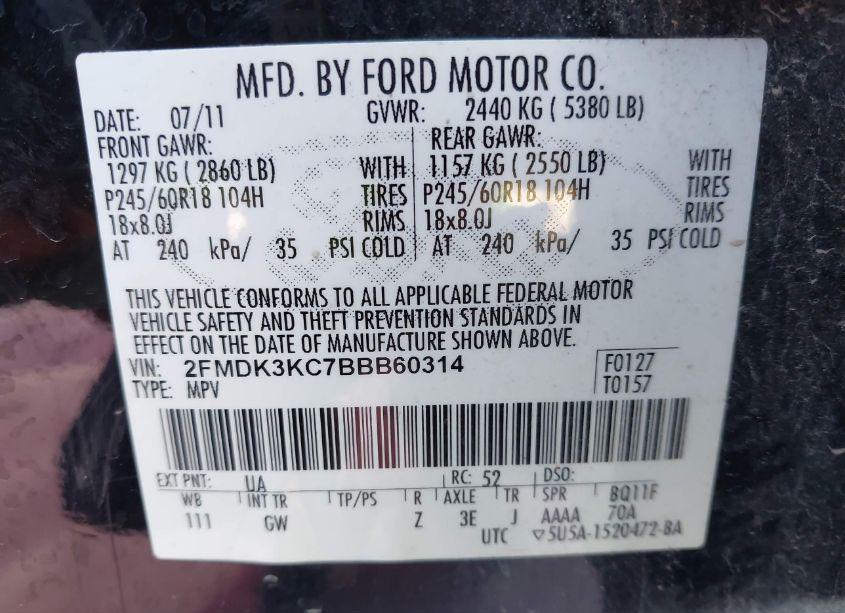 MFD. BY FORD MOTOR CO.
DATE: 07/11 GVWR: 2440 KG ( 5380 LB)
FRONT GAWR: REAR GAWR:
1297 KG ( 2860 LB) WITH 1157 KG ( 2550 LB) WITH
P245/60R18 104H TIRES P245/60R18 104H TIRES
18x8.0J RIMS 18x8.0J RIMS
AT 240 kPa/ 35 PSI COLD AT 240 kPa/ 35 PSI COLD
THIS VEHICLE CONFORMS TO ALL APPLICABLE FEDERAL MOTOR
VEHICLE SAFETY AND THEFT PREVENTION STANDARDS IN
EFFECT ON THE DATE OF MANUFACTURE SHOWN ABOVE.
VIN: 2FMDK3KC7BBB60314 F0127
TYPE: MPV T0157
EXT PNT: UA RC: 52 DSO:
WB INT TR TP/PS R AXLE TR SPR BQ11F
111 GW Z 3E J AAAA 70A
UTC ▽5U5A-1520472-BA